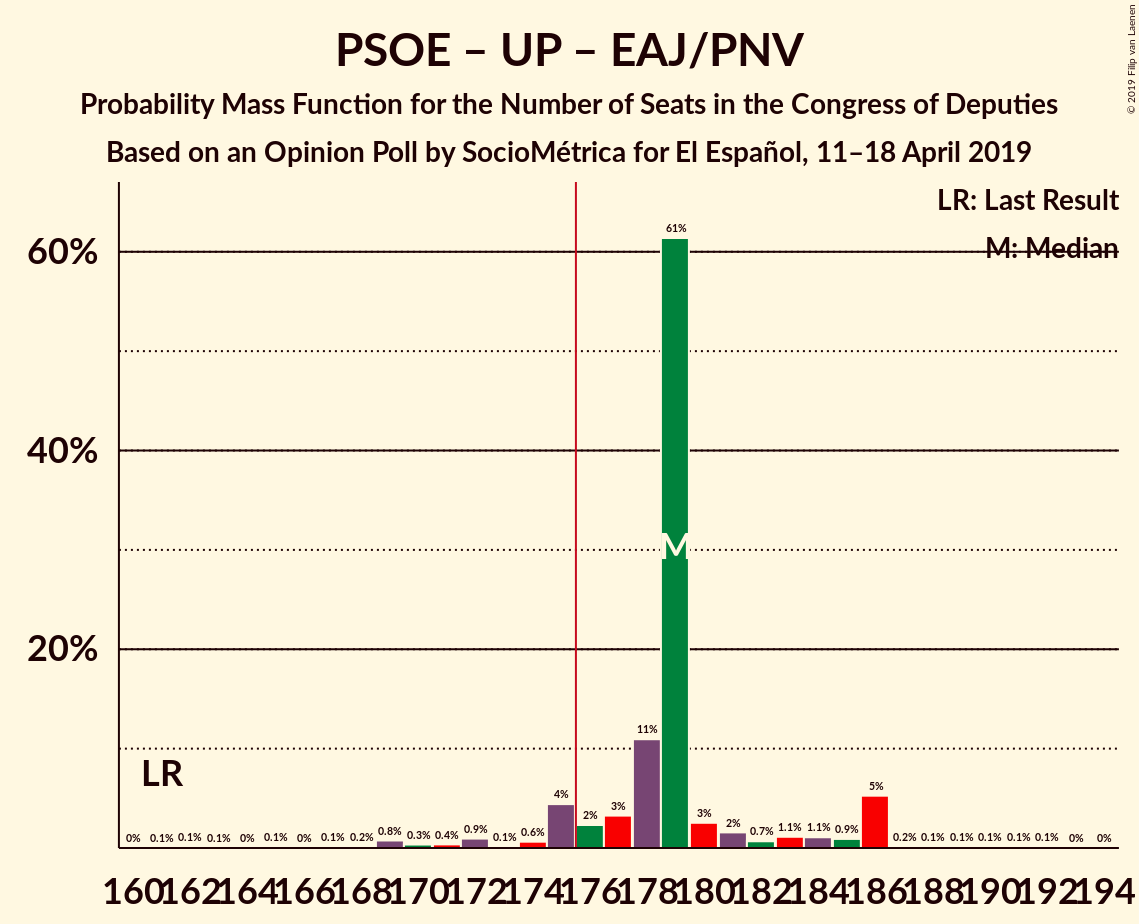 © 2019 Filip van Laenen
PSOE – UP – EAJ/PNV
Probability Mass Function for the Number of Seats in the Congress of Deputies
Based on an Opinion Poll by SocioMétrica for El Español, 11–18 April 2019
LR: Last Result
M: Median
60%
40%
20%
61%
M
11%
LR
4%
2%
3%
3%
2%
5%
0% 0.1% 0.1% 0.1% 0% 0.1% 0% 0.1% 0.2% 0.8% 0.3% 0.4% 0.9% 0.1% 0.6% 0.7% 1.1% 1.1% 0.9% 0.2% 0.1% 0.1% 0.1% 0.1% 0.1% 0% 0%
160 162 164 166 168 170 172 174 176 178 180 182 184 186 188 190 192 194